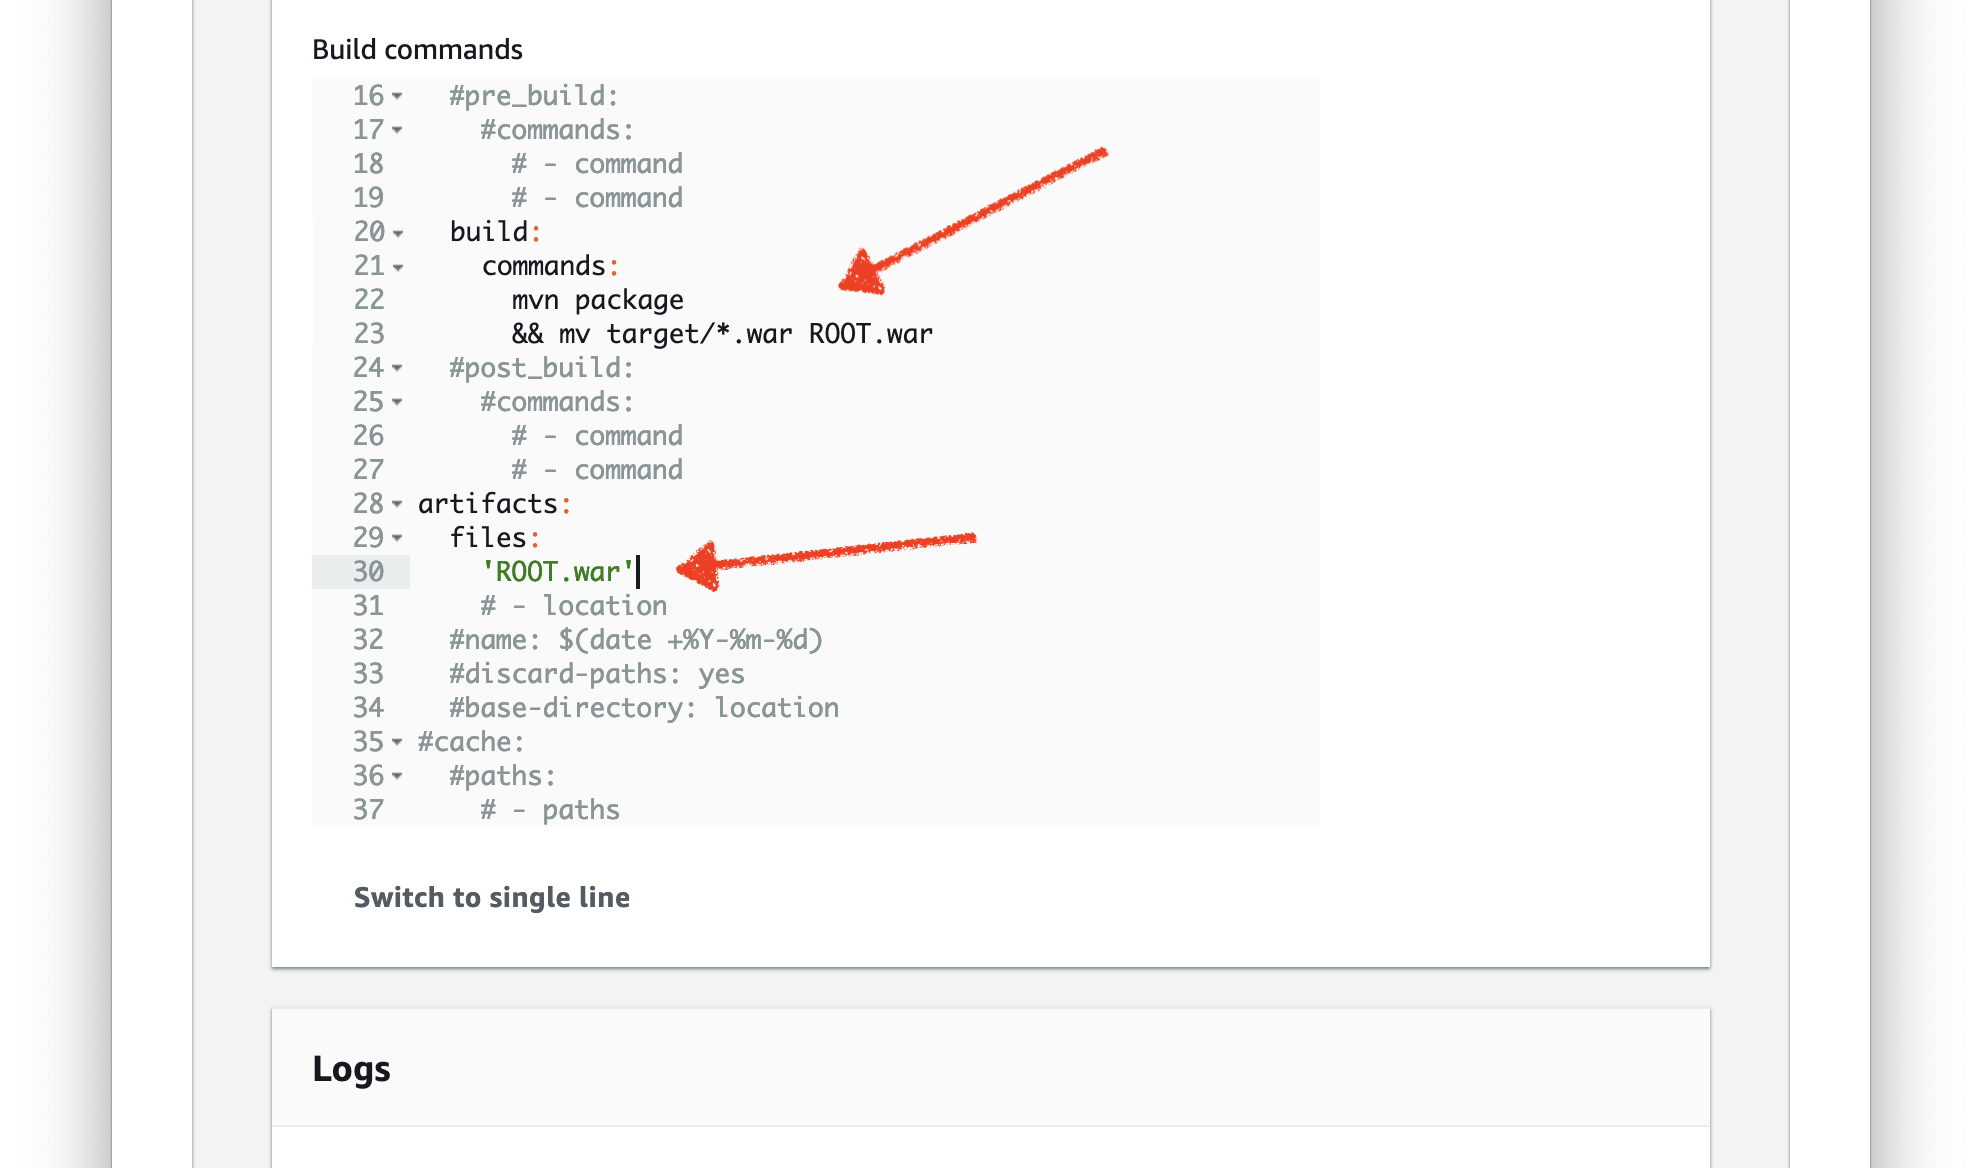 Build commands
16 #pre_build:
17 #commands:
18 # - command
19 # - command
20 build:
21 commands:
22 mvn package
23 && mv target/*.war ROOT.war
24 #post_build:
25 #commands:
26 # - command
27 # - command
28 artifacts:
29 files:
30 'ROOT.war'
31 # - location
32 #name: $(date +%Y-%m-%d)
33 #discard-paths: yes
34 #base-directory: location
35 #cache:
36 #paths:
37 # - paths
Switch to single line
Logs